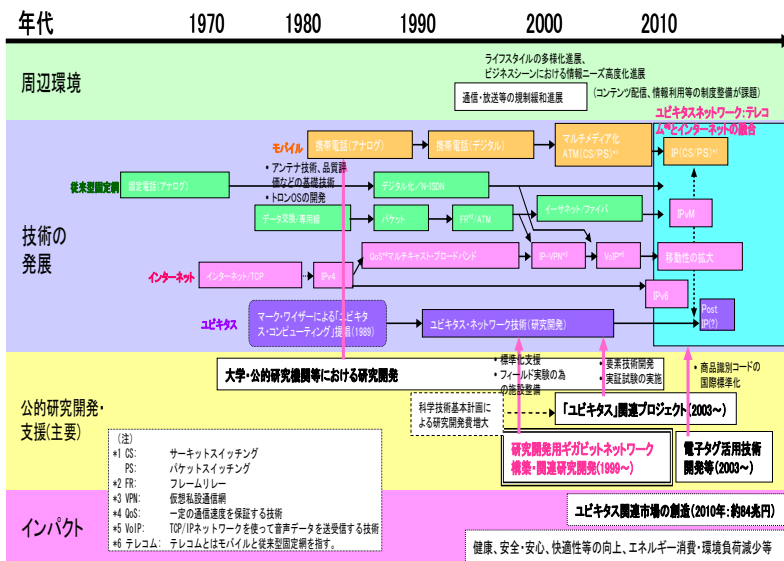 年代
1970
1980
1990
2000
2010
周辺環境
ライフスタイルの多様化進展、
ビジネスシーンにおける情報ニーズ高度化進展
通信・放送等の規制緩和進展
(コンテンツ配信、情報利用等の制度整備が課題)
ユビキタスネットワーク:テレコ
ム*6とインターネットの融合
技術の
発展
モバイル
携帯電話(アナログ)
携帯電話(デジタル)
マルチメディア化
ATM(CS/PS)*1
IP(CS/PS)*1
・アンテナ技術、品質評
価などの基礎技術
・トロンOSの開発
従来型固定網
固定電話(アナログ)
デジタル化/N-ISDN
データ交換/専用線
パケット
FR*2/ATM
イーサネット/ファイバ
IPvM
インターネット
インターネット/TCP
IPv4
QoS*4マルチキャスト・ブロードバンド
IP-VPN*3
VoIP*5
移動性の拡大
IPv6
ユビキタス
マーク・ワイザーによる「ユビキ
タス・コンピューティング」提唱(1989)
ユビキタス・ネットワーク技術(研究開発)
Post
IP(?)
公的研究開発・
支援(主要)
大学・公的研究機関等における研究開発
・標準化支援
・フィールド実験の為
の施設整備
・要素技術開発
・実証試験の実施
・商品識別コードの
国際標準化
科学技術基本計画に
よる研究開発費増大
「ユビキタス」関連プロジェクト(2003～)
研究開発用ギガビットネットワーク
構築・関連研究開発(1999～)
電子タグ活用技術
開発等(2003～)
(注)
*1 CS: サーキットスイッチング
PS: パケットスイッチング
*2 FR: フレームリレー
*3 VPN: 仮想私設通信網
*4 QoS: 一定の通信速度を保証する技術
*5 VoIP: TCP/IPネットワークを使って音声データを送受信する技術
*6 テレコム: テレコムとはモバイルと従来型固定網を指す。
インパクト
ユビキタス関連市場の創造(2010年:約84兆円)
健康、安全・安心、快適性等の向上、エネルギー消費・環境負荷減少等